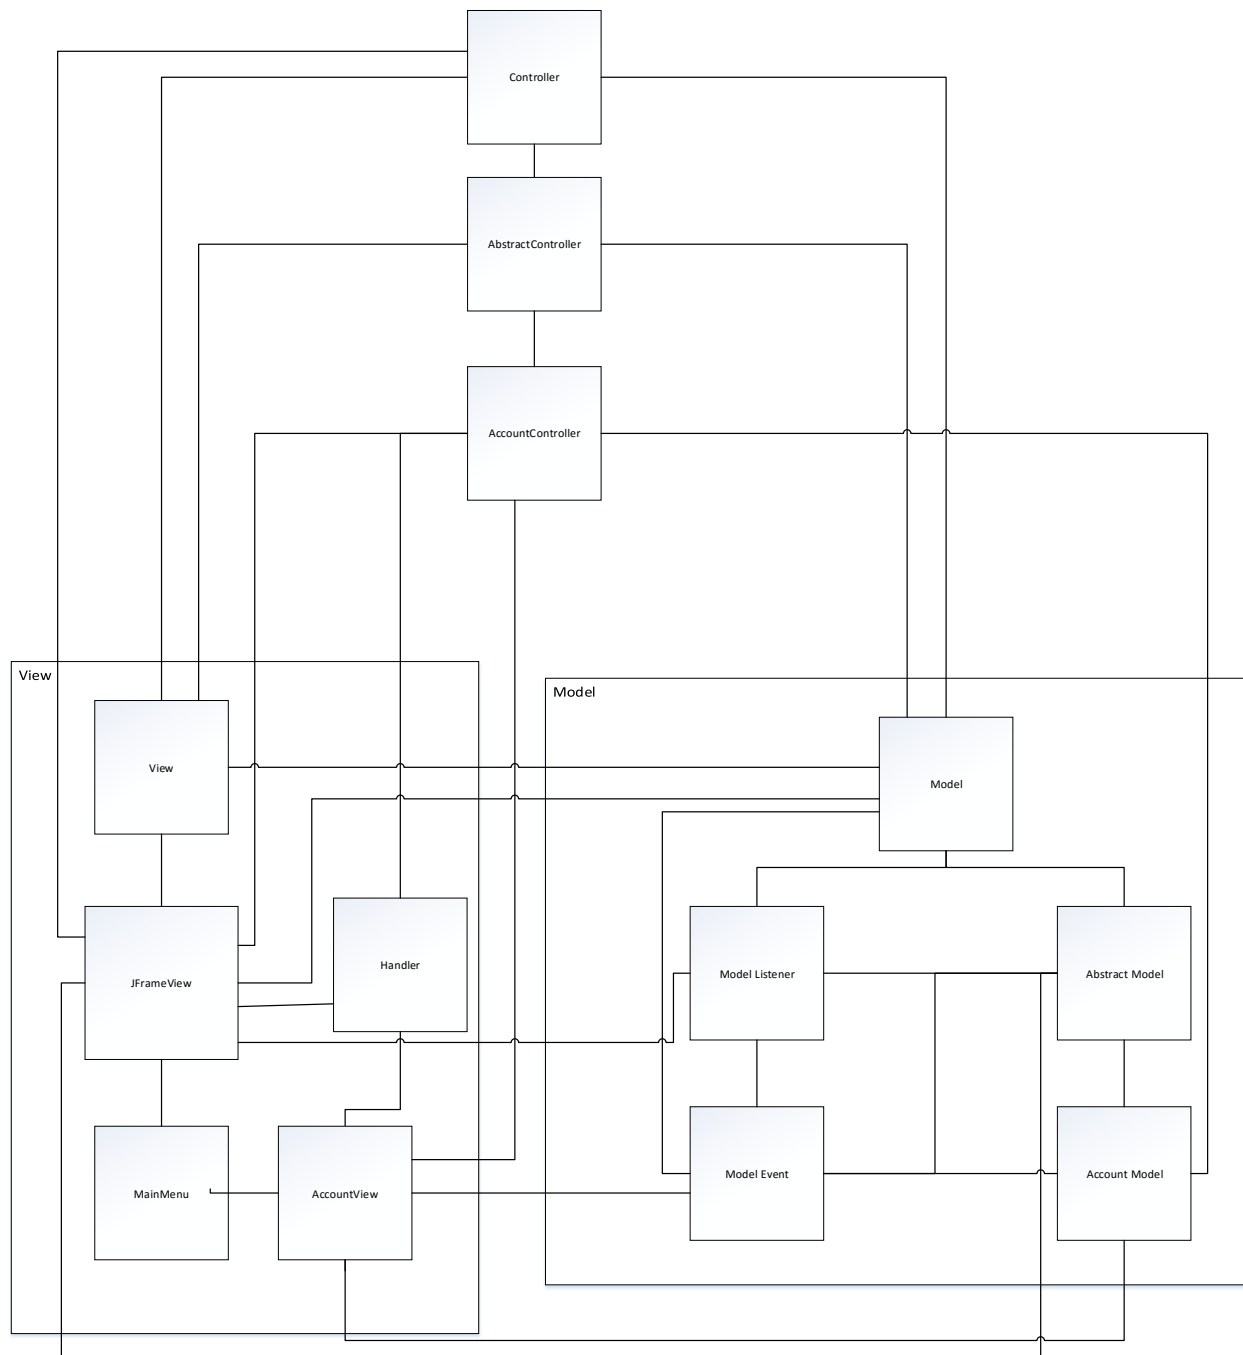 Controller
AbstractController
AccountController
View
Model
View
Model
Handler
JFrameView
Model Listener
Abstract Model
MainMenu
AccountView
Model Event
Account Model